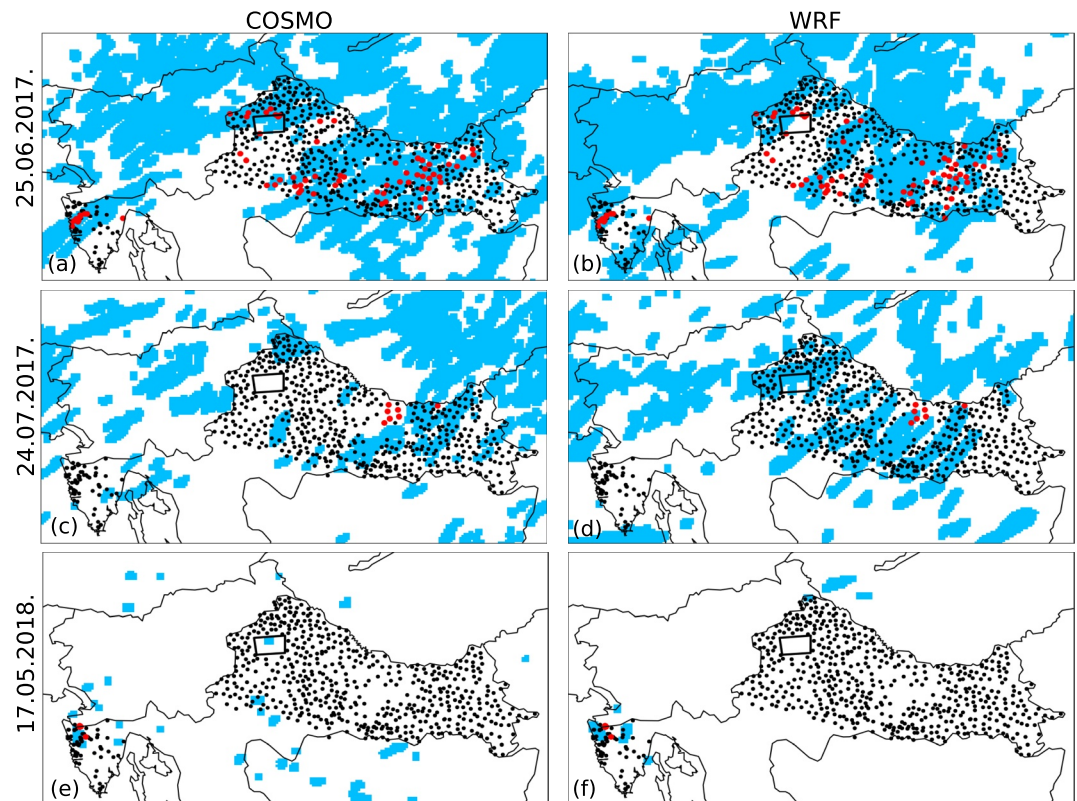 COSMO
WRF
25.06.2017.
(a)
(b)
24.07.2017.
(c)
(d)
17.05.2018.
(e)
(f)